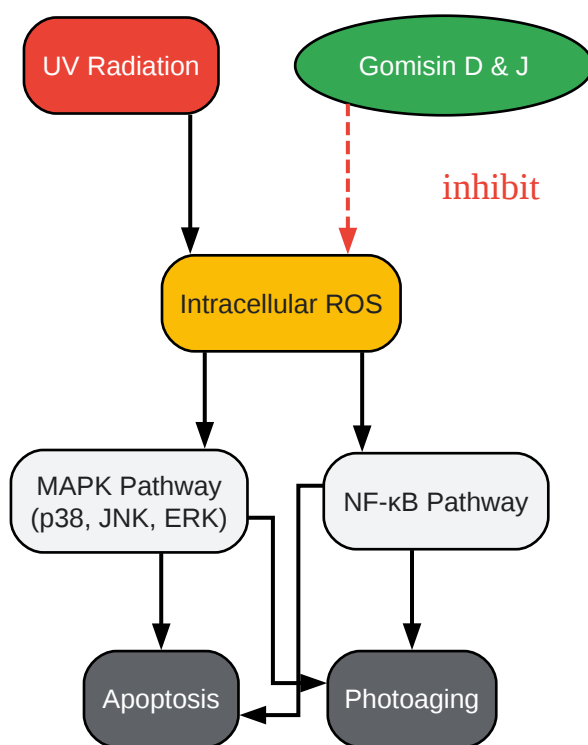 UV Radiation
Gomisin D & J
inhibit
Intracellular ROS
MAPK Pathway
(p38, JNK, ERK)
NF-κB Pathway
Apoptosis
Photoaging